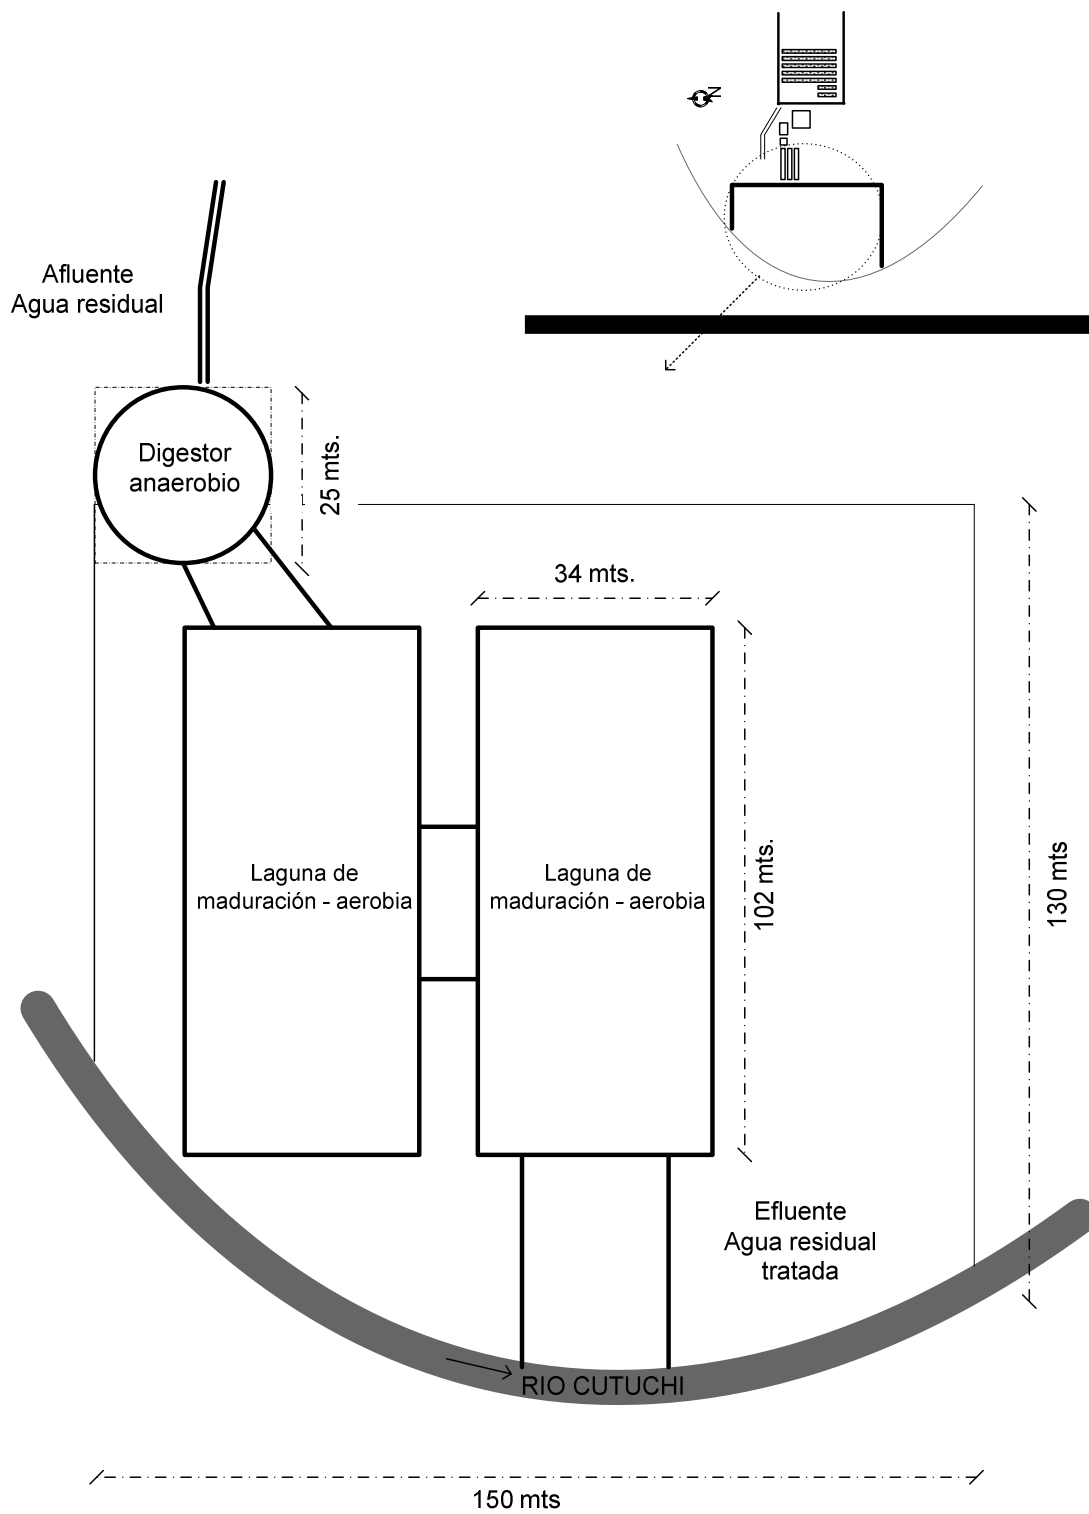 N
Afluente
Agua residual
Digestor
anaerobio
25 mts.
34 mts.
Laguna de
maduración - aerobia
Laguna de
maduración - aerobia
102 mts.
130 mts
Efluente
Agua residual
tratada
RIO CUTUCHI
150 mts